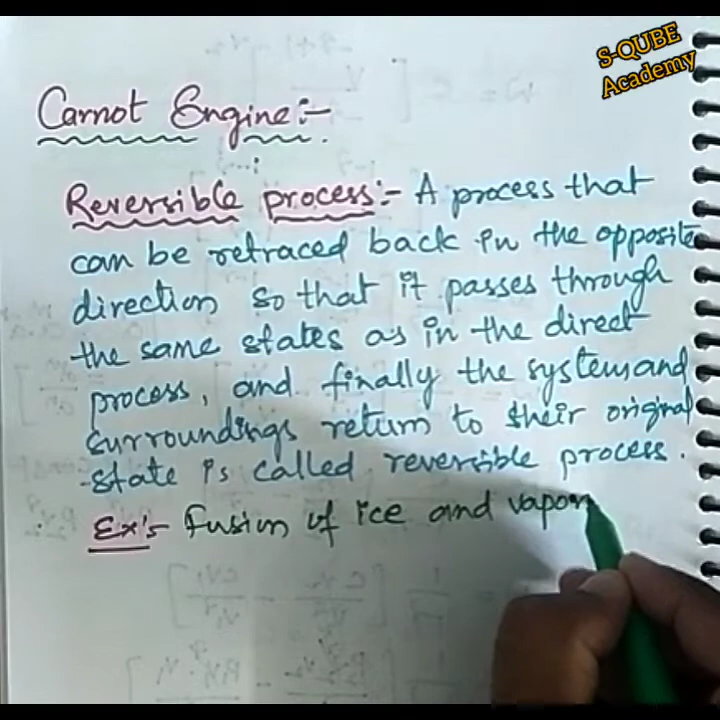 S-QUBE
Academy
Carnot Engine:-
Reversible process:- A process that
can be retraced back in the opposite
direction so that it passes through
the same states as in the direct
process, and finally the system and
surroundings return to their original
state is called reversible process.
Ex's- Fusion of ice and vapor